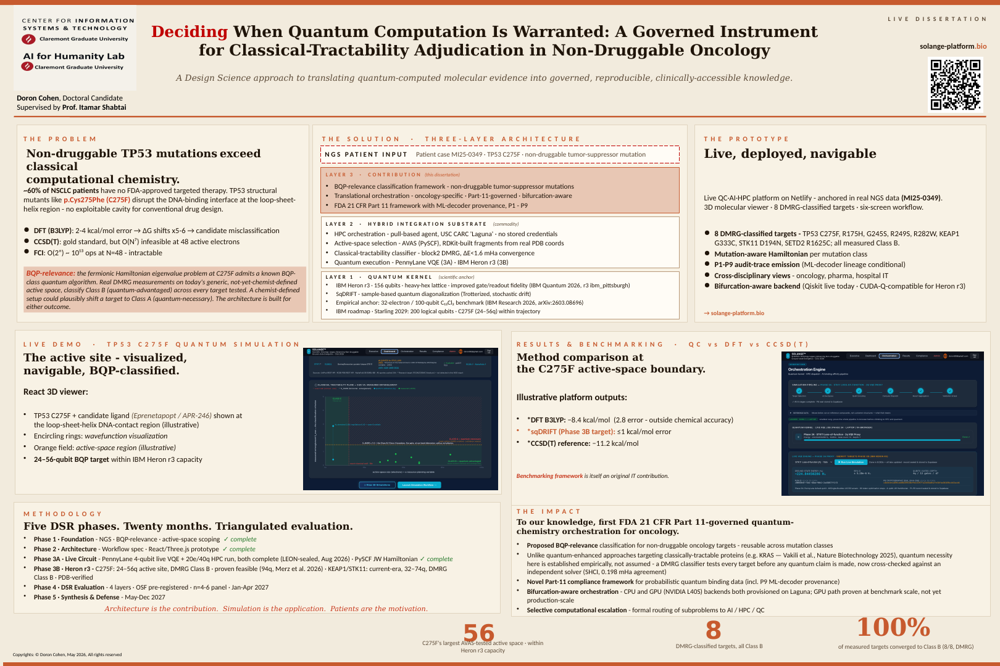 CENTER FOR INFORMATION
SYSTEMS & TECHNOLOGY
Claremont Graduate University
AI for Humanity Lab
Claremont Graduate University
Doron Cohen, Doctoral Candidate
Supervised by Prof. Itamar Shabtai
Deciding When Quantum Computation Is Warranted: A Governed Instrument
for Classical-Tractability Adjudication in Non-Druggable Oncology
A Design Science approach to translating quantum-computed molecular evidence into governed, reproducible, clinically-accessible knowledge.
LIVE DISSERTATION
solange-platform.bio
THE PROBLEM
Non-druggable TP53 mutations exceed
classical
computational chemistry.
~60% of NSCLC patients have no FDA-approved targeted therapy. TP53 structural
mutants like p.Cys275Phe (C275F) disrupt the DNA-binding interface at the loop-sheet-
helix region - no exploitable cavity for conventional drug design.
● DFT (B3LYP): 2-4 kcal/mol error → ΔG shifts x5-6 → candidate misclassification
● CCSD(T): gold standard, but O(N⁷) infeasible at 48 active electrons
● FCI: O(2ⁿ) ~ 10¹³ ops at N=48 - intractable
BQP-relevance: the fermionic Hamiltonian eigenvalue problem at C275F admits a known BQP-
class quantum algorithm. Real DMRG measurements on today's generic, not-yet-chemist-defined
active space, classify Class B (quantum-advantaged) across every target tested. A chemist-defined
setup could plausibly shift a target to Class A (quantum-necessary). The architecture is built for
either outcome.
THE SOLUTION · THREE-LAYER ARCHITECTURE
NGS PATIENT INPUT Patient case MI25-0349 · TP53 C275F · non-druggable tumor-suppressor mutation
LAYER 3 · CONTRIBUTION (this dissertation)
• BQP-relevance classification framework - non-druggable tumor-suppressor mutations
• Translational orchestration - oncology-specific · Part-11-governed · bifurcation-aware
• FDA 21 CFR Part 11 framework with ML-decoder provenance, P1 - P9
LAYER 2 · HYBRID INTEGRATION SUBSTRATE (commodity)
• HPC orchestration - pull-based agent, USC CARC 'Laguna' · no stored credentials
• Active-space selection - AVAS (PySCF), RDKit-built fragments from real PDB coords
• Classical-tractability classifier - block2 DMRG, ΔE<1.6 mHa convergence
• Quantum execution - PennyLane VQE (3A) · IBM Heron r3 (3B)
LAYER 1 · QUANTUM KERNEL (scientific anchor)
• IBM Heron r3 · 156 qubits · heavy-hex lattice · improved gate/readout fidelity (IBM Quantum 2026, r3 ibm_pittsburgh)
• SqDRIFT - sample-based quantum diagonalization (Trotterized, stochastic drift)
• Empirical anchor: 32-electron / 100-qubit C₁₃Cl₂ benchmark (IBM Research 2026, arXiv:2603.08696)
• IBM roadmap · Starling 2029: 200 logical qubits · C275F (24–56q) within trajectory
THE PROTOTYPE
Live, deployed, navigable
Live QC·AI·HPC platform on Netlify - anchored in real NGS data (MI25-0349).
3D molecular viewer · 8 DMRG-classified targets · six-screen workflow.
● 8 DMRG-classified targets - TP53 C275F, R175H, G245S, R249S, R282W, KEAP1
G333C, STK11 D194N, SETD2 R1625C; all measured Class B.
● Mutation-aware Hamiltonian per mutation class
● P1-P9 audit-trace emission (ML-decoder lineage conditional)
● Cross-disciplinary views - oncology, pharma, hospital IT
● Bifurcation-aware backend (Qiskit live today · CUDA-Q-compatible for Heron r3)
→ solange-platform.bio
LIVE DEMO · TP53 C275F QUANTUM SIMULATION
The active site - visualized,
navigable, BQP-classified.
React 3D viewer:
• TP53 C275F + candidate ligand (Eprenetapopt / APR-246) shown at
the loop-sheet-helix DNA-contact region (illustrative)
• Encircling rings: wavefunction visualization
• Orange field: active-space region (illustrative)
• 24–56-qubit BQP target within IBM Heron r3 capacity
RESULTS & BENCHMARKING · QC vs DFT vs CCSD(T)
Method comparison at
the C275F active-space boundary.
Illustrative platform outputs:
• *DFT B3LYP: −8.4 kcal/mol (2.8 error - outside chemical accuracy)
• *sqDRIFT (Phase 3B target): ≤1 kcal/mol error
• *CCSD(T) reference: −11.2 kcal/mol
Benchmarking framework is itself an original IT contribution.
SOLANGE
Orchestration Engine
METHODOLOGY
Five DSR phases. Twenty months. Triangulated evaluation.
• Phase 1 · Foundation - NGS · BQP-relevance · active-space scoping ✓ complete
• Phase 2 · Architecture - Workflow spec · React/Three.js prototype ✓ complete
• Phase 3A · Live Circuit - PennyLane 4-qubit live VQE + 20e/40q HPC run, both complete (LEON-sealed, Aug 2026) · PySCF JW Hamiltonian ✓ complete
• Phase 3B · Heron r3 - C275F: 24–56q active site, DMRG Class B · proven feasible (94q, Merz et al. 2026) · KEAP1/STK11: current-era, 32–74q, DMRG
Class B · PDB-verified
• Phase 4 · DSR Evaluation - 4 layers · OSF pre-registered · n=4-6 panel · Jan-Apr 2027
• Phase 5 · Synthesis & Defense - May-Dec 2027
Architecture is the contribution. Simulation is the application. Patients are the motivation.
THE IMPACT
To our knowledge, first FDA 21 CFR Part 11-governed quantum-
chemistry orchestration for oncology.
• Proposed BQP-relevance classification for non-druggable oncology targets - reusable across mutation classes
• Unlike quantum-enhanced approaches targeting classically-tractable proteins (e.g. KRAS — Vakili et al., Nature Biotechnology 2025), quantum necessity
here is established empirically, not assumed - a DMRG classifier tests every target before any quantum claim is made, now cross-checked against an
independent solver (SHCI, 0.198 mHa agreement)
• Novel Part-11 compliance framework for probabilistic quantum binding data (incl. P9 ML-decoder provenance)
• Bifurcation-aware orchestration - CPU and GPU (NVIDIA L40S) backends both provisioned on Laguna; GPU path proven at benchmark scale, not yet
production-scale
• Selective computational escalation - formal routing of subproblems to AI / HPC / QC
56
C275F's largest AVAS-tested active space · within
Heron r3 capacity
8
DMRG-classified targets, all Class B
100%
of measured targets converged to Class B (8/8, DMRG)
Copyrights: © Doron Cohen, May 2026, All rights reserved